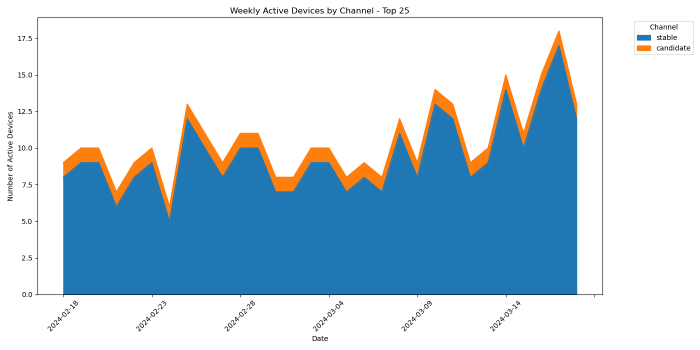 Weekly Active Devices by Channel - Top 25
Channel
stable
candidate
Number of Active Devices
17.5
15.0
12.5
10.0
7.5
5.0
2.5
0.0
2024-02-18
2024-02-23
2024-02-28
2024-03-04
2024-03-09
2024-03-14
Date